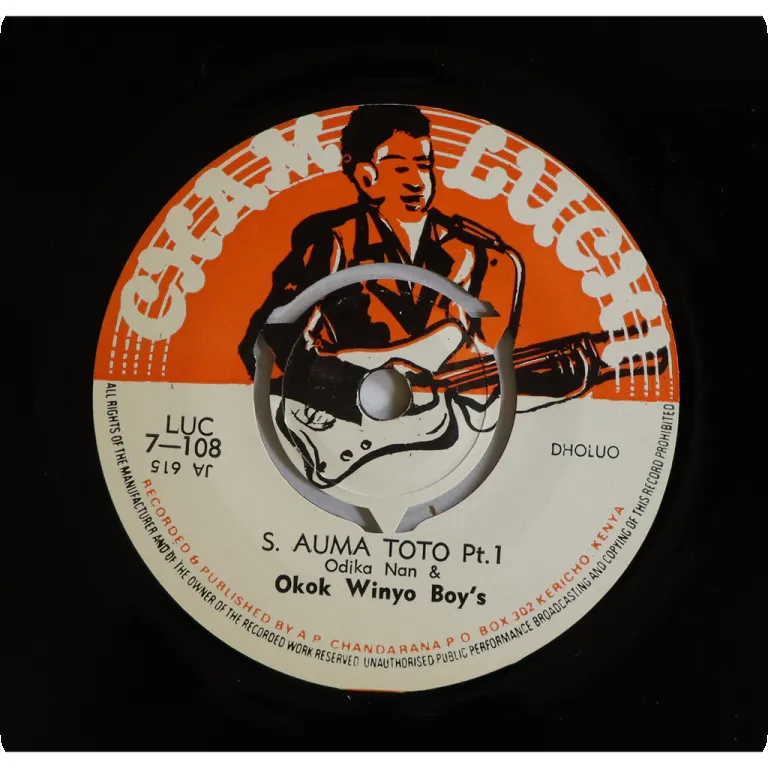 CHAM LUCK
LUC
7—108
JA 615
DHOLUO
S. AUMA TOTO Pt.1
Odika Nan &
Okok Winyo Boy's
RECORDED & PUBLISHED BY A.P. CHANDARANA P.O. BOX 302 KERICHO, KENYA
ALL RIGHTS OF THE MANUFACTURER AND OF THE OWNER OF THE RECORDED WORK RESERVED UNAUTHORISED PUBLIC PERFORMANCE BROADCASTING AND COPYING OF THIS RECORD PROHIBITED